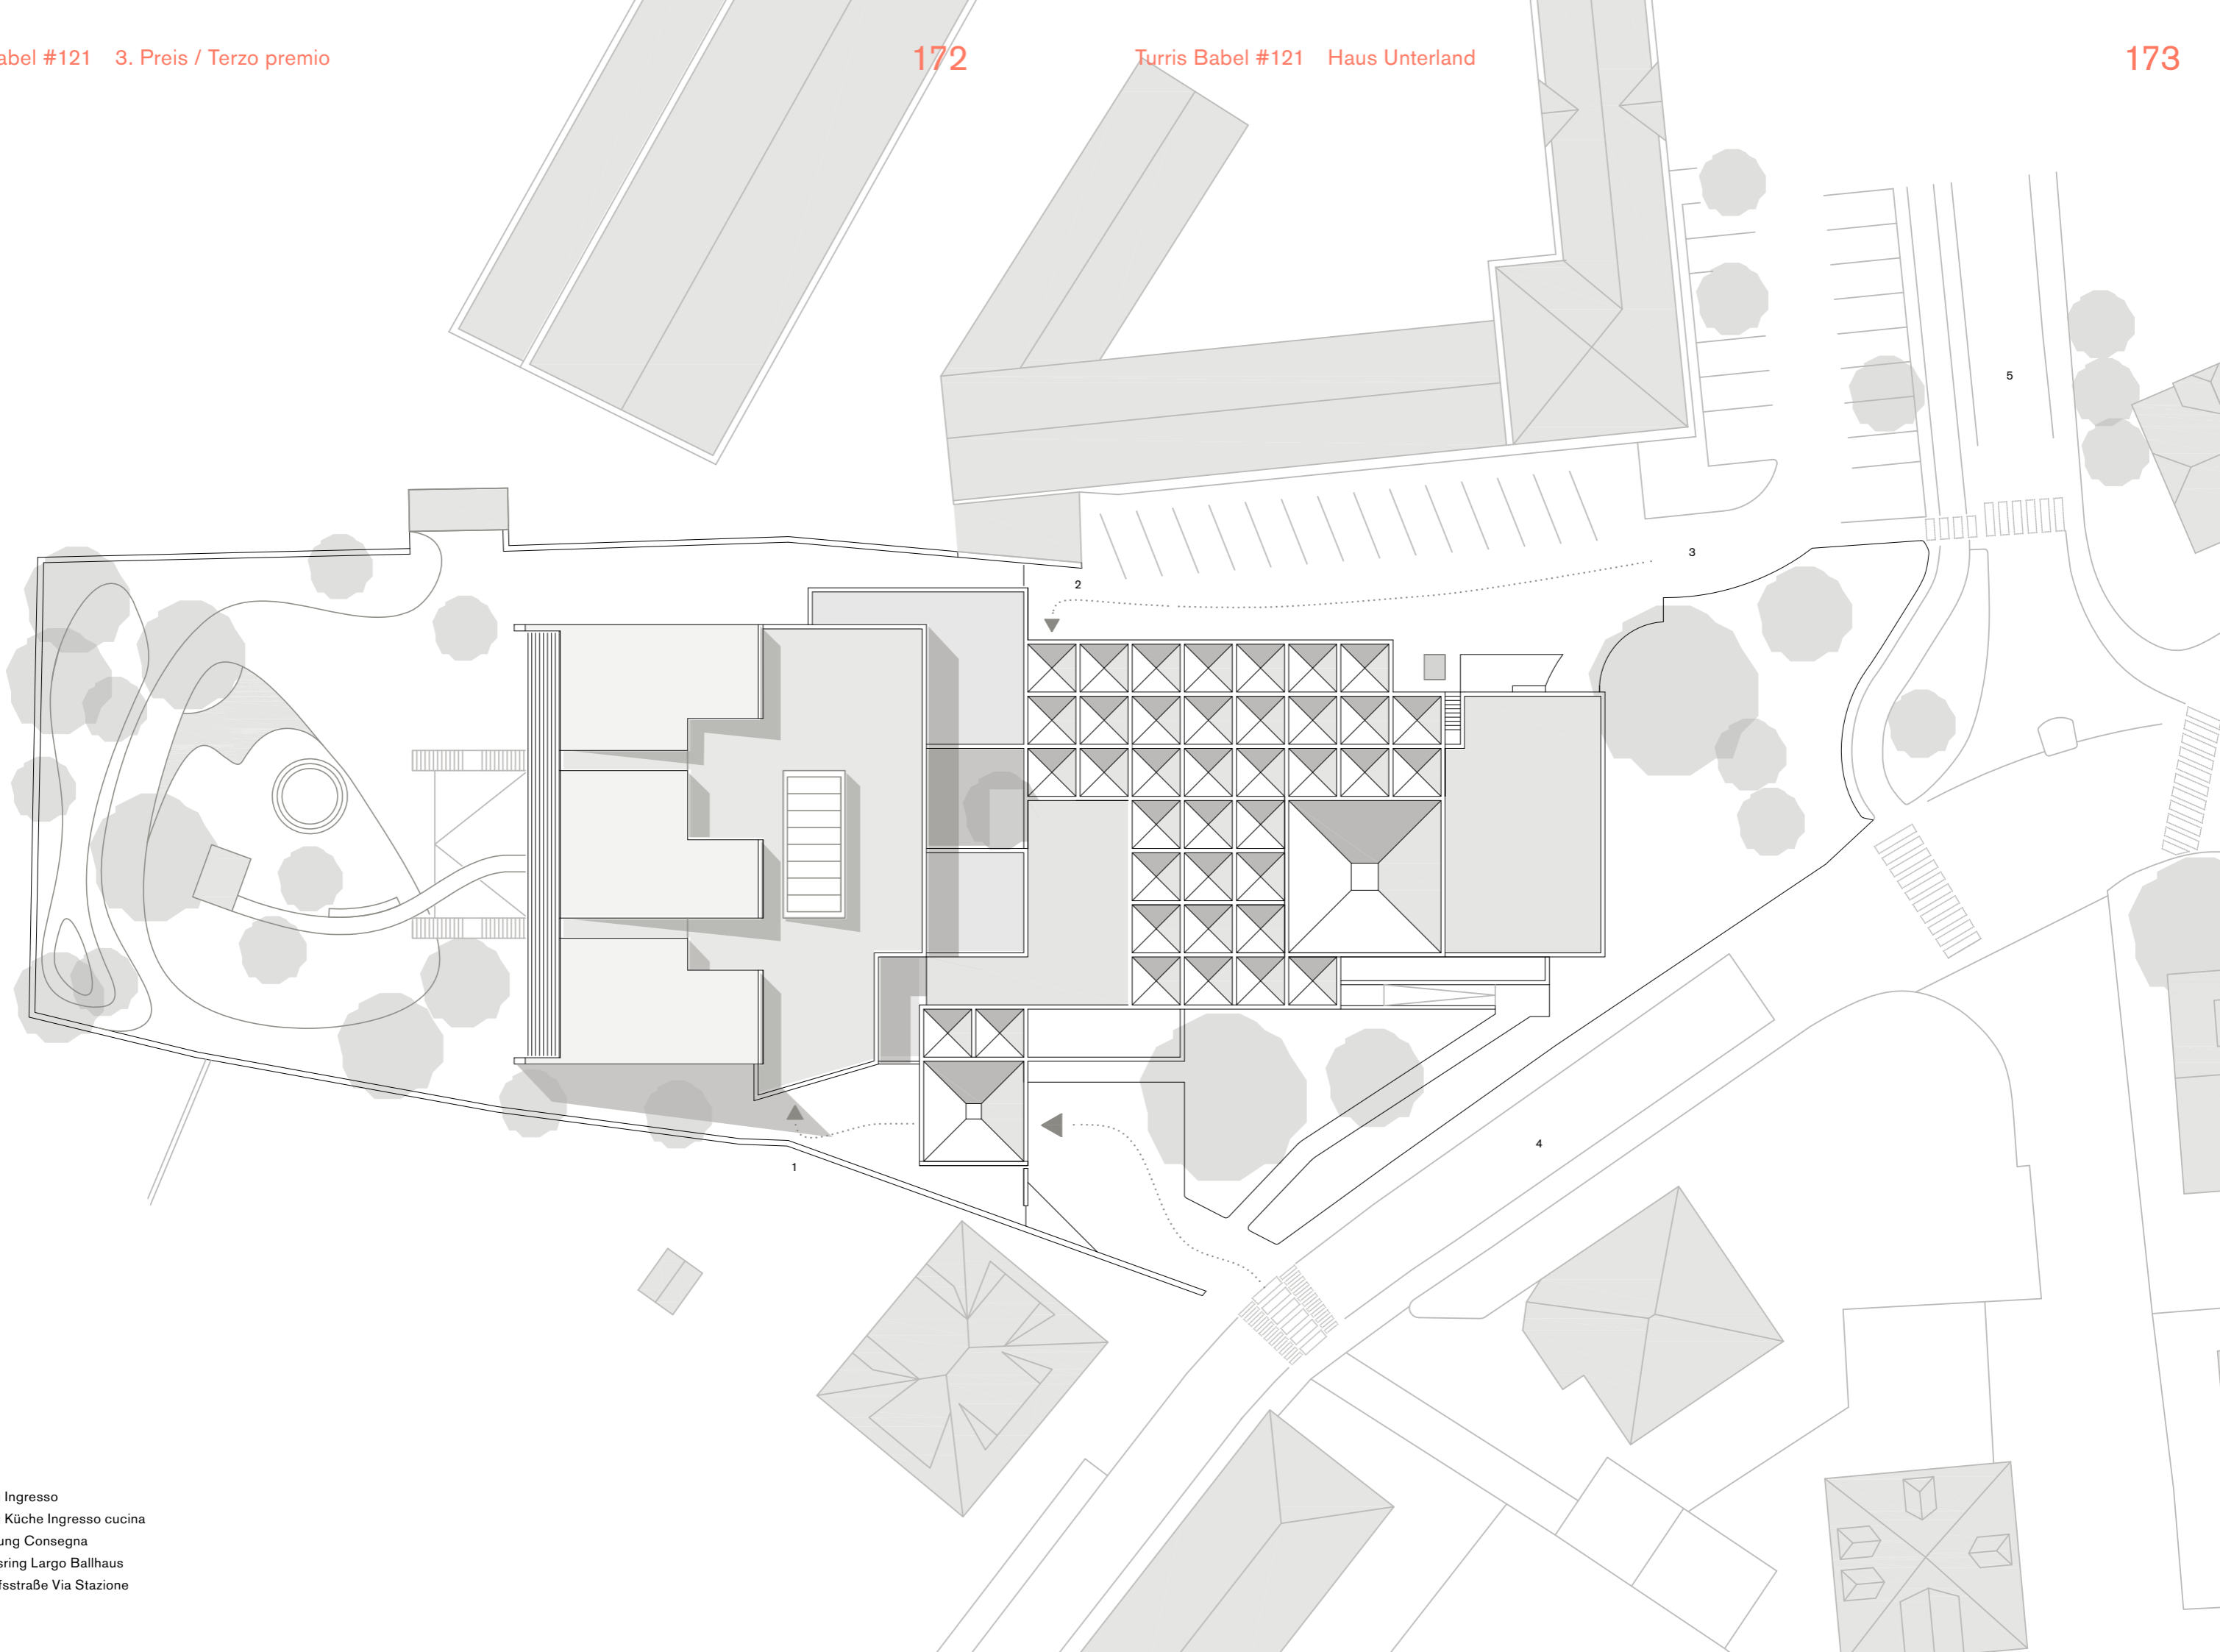 abel #121 3. Preis / Terzo premio 172
Turris Babel #121 Haus Unterland 173
5
3
2
4
1
Ingresso
Küche Ingresso cucina
ung Consegna
sring Largo Ballhaus
fsstraße Via Stazione